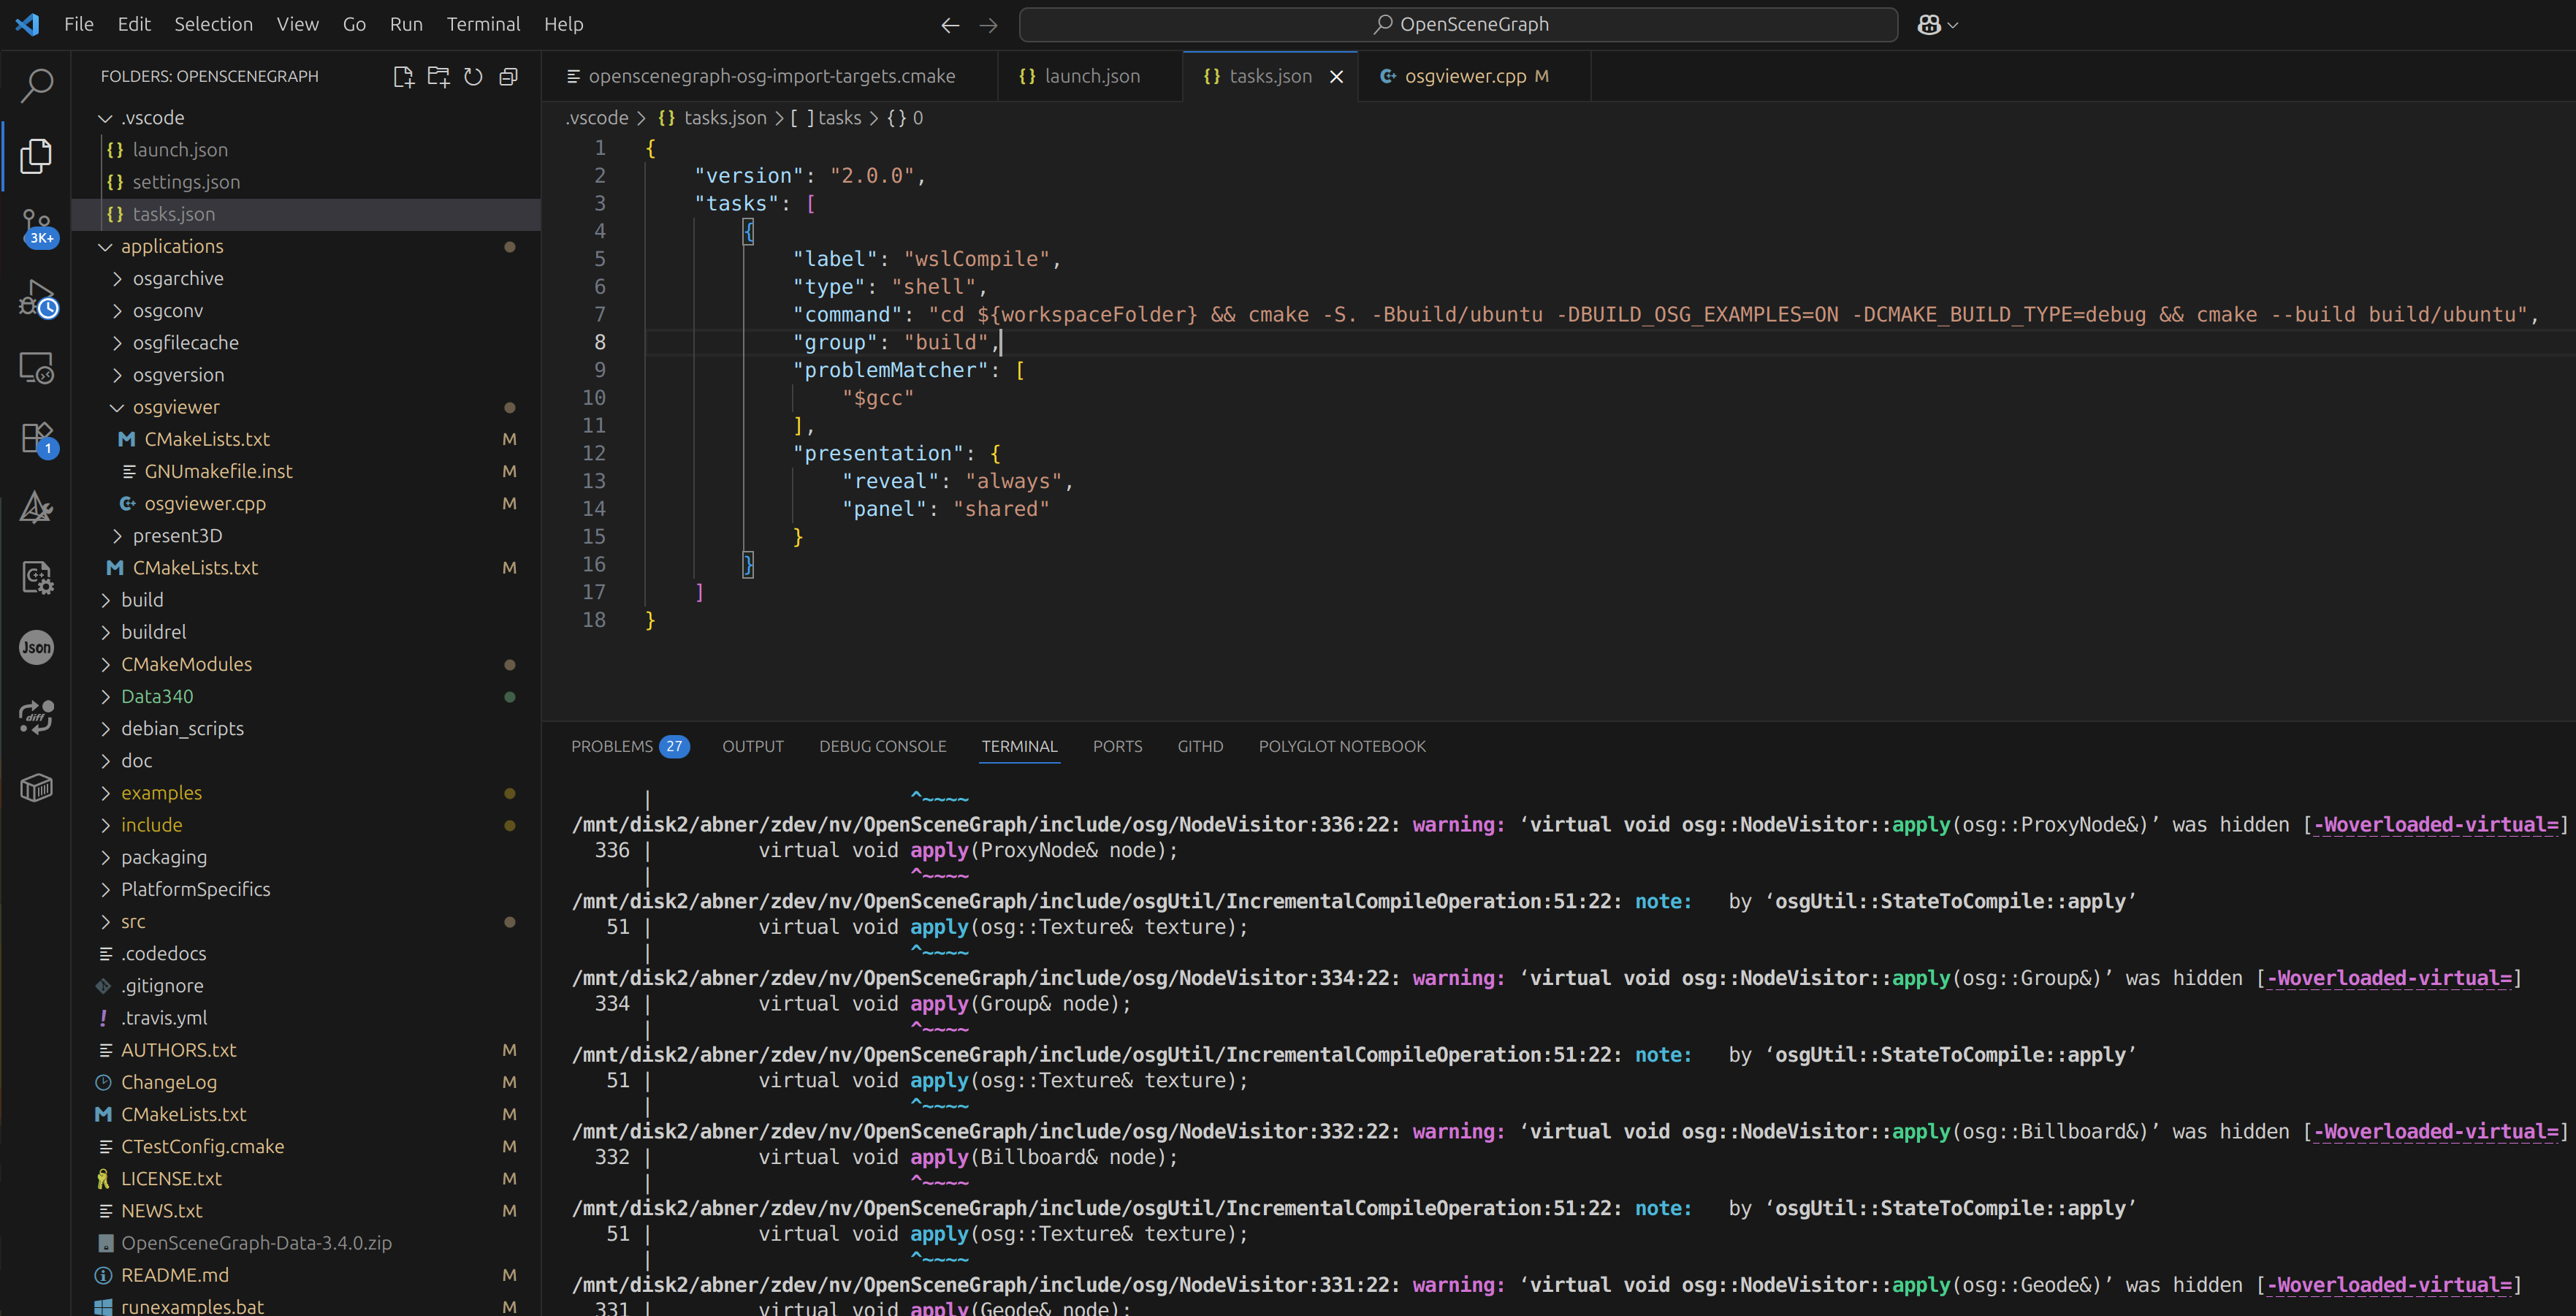 File Edit Selection View Go Run Terminal Help
OpenSceneGraph
FOLDERS: OPENSCENEGRAPH
.vscode
launch.json
settings.json
tasks.json
applications
osgarchive
osgconv
osgfilecache
osgversion
osgviewer
CMakeLists.txt M
GNUmakefile.inst M
osgviewer.cpp M
present3D
CMakeLists.txt M
build
buildrel
CMakeModules
Data340
debian_scripts
doc
examples
include
packaging
PlatformSpecifics
src
.codedocs
.gitignore
.travis.yml
AUTHORS.txt M
ChangeLog M
CMakeLists.txt M
CTestConfig.cmake M
LICENSE.txt M
NEWS.txt M
OpenSceneGraph-Data-3.4.0.zip
README.md M
runexamples.bat M
3K+
1
Json
diff
openscenegraph-osg-import-targets.cmake {} launch.json {} tasks.json osgviewer.cpp M
.vscode > {} tasks.json > [ ] tasks > {} 0
1 {
2 "version": "2.0.0",
3 "tasks": [
4 {
5 "label": "wslCompile",
6 "type": "shell",
7 "command": "cd ${workspaceFolder} && cmake -S. -Bbuild/ubuntu -DBUILD_OSG_EXAMPLES=ON -DCMAKE_BUILD_TYPE=debug && cmake --build build/ubuntu",
8 "group": "build",
9 "problemMatcher": [
10 "$gcc"
11 ],
12 "presentation": {
13 "reveal": "always",
14 "panel": "shared"
15 }
16 }
17 ]
18 }
PROBLEMS 27 OUTPUT DEBUG CONSOLE TERMINAL PORTS GITHD POLYGLOT NOTEBOOK
| ^~~~~
/mnt/disk2/abner/zdev/nv/OpenSceneGraph/include/osg/NodeVisitor:336:22: warning: ‘virtual void osg::NodeVisitor::apply(osg::ProxyNode&)’ was hidden [-Woverloaded-virtual=]
336 | virtual void apply(ProxyNode& node);
| ^~~~~
/mnt/disk2/abner/zdev/nv/OpenSceneGraph/include/osgUtil/IncrementalCompileOperation:51:22: note: by ‘osgUtil::StateToCompile::apply’
51 | virtual void apply(osg::Texture& texture);
| ^~~~~
/mnt/disk2/abner/zdev/nv/OpenSceneGraph/include/osg/NodeVisitor:334:22: warning: ‘virtual void osg::NodeVisitor::apply(osg::Group&)’ was hidden [-Woverloaded-virtual=]
334 | virtual void apply(Group& node);
| ^~~~~
/mnt/disk2/abner/zdev/nv/OpenSceneGraph/include/osgUtil/IncrementalCompileOperation:51:22: note: by ‘osgUtil::StateToCompile::apply’
51 | virtual void apply(osg::Texture& texture);
| ^~~~~
/mnt/disk2/abner/zdev/nv/OpenSceneGraph/include/osg/NodeVisitor:332:22: warning: ‘virtual void osg::NodeVisitor::apply(osg::Billboard&)’ was hidden [-Woverloaded-virtual=]
332 | virtual void apply(Billboard& node);
| ^~~~~
/mnt/disk2/abner/zdev/nv/OpenSceneGraph/include/osgUtil/IncrementalCompileOperation:51:22: note: by ‘osgUtil::StateToCompile::apply’
51 | virtual void apply(osg::Texture& texture);
| ^~~~~
/mnt/disk2/abner/zdev/nv/OpenSceneGraph/include/osg/NodeVisitor:331:22: warning: ‘virtual void osg::NodeVisitor::apply(osg::Geode&)’ was hidden [-Woverloaded-virtual=]
331 | virtual void apply(Geode& node);